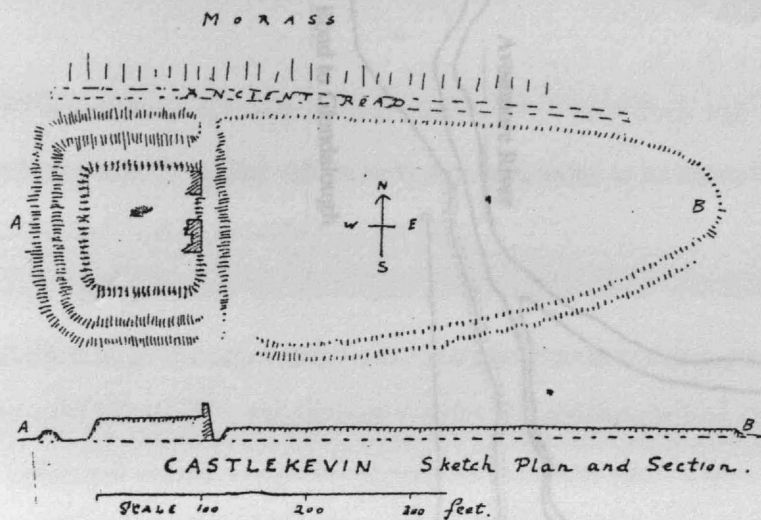 MORASS
ANCIENT ROAD
A
B
N
W E
S
A B
CASTLEKEVIN Sketch Plan and Section.
SCALE 100 200 300 feet.